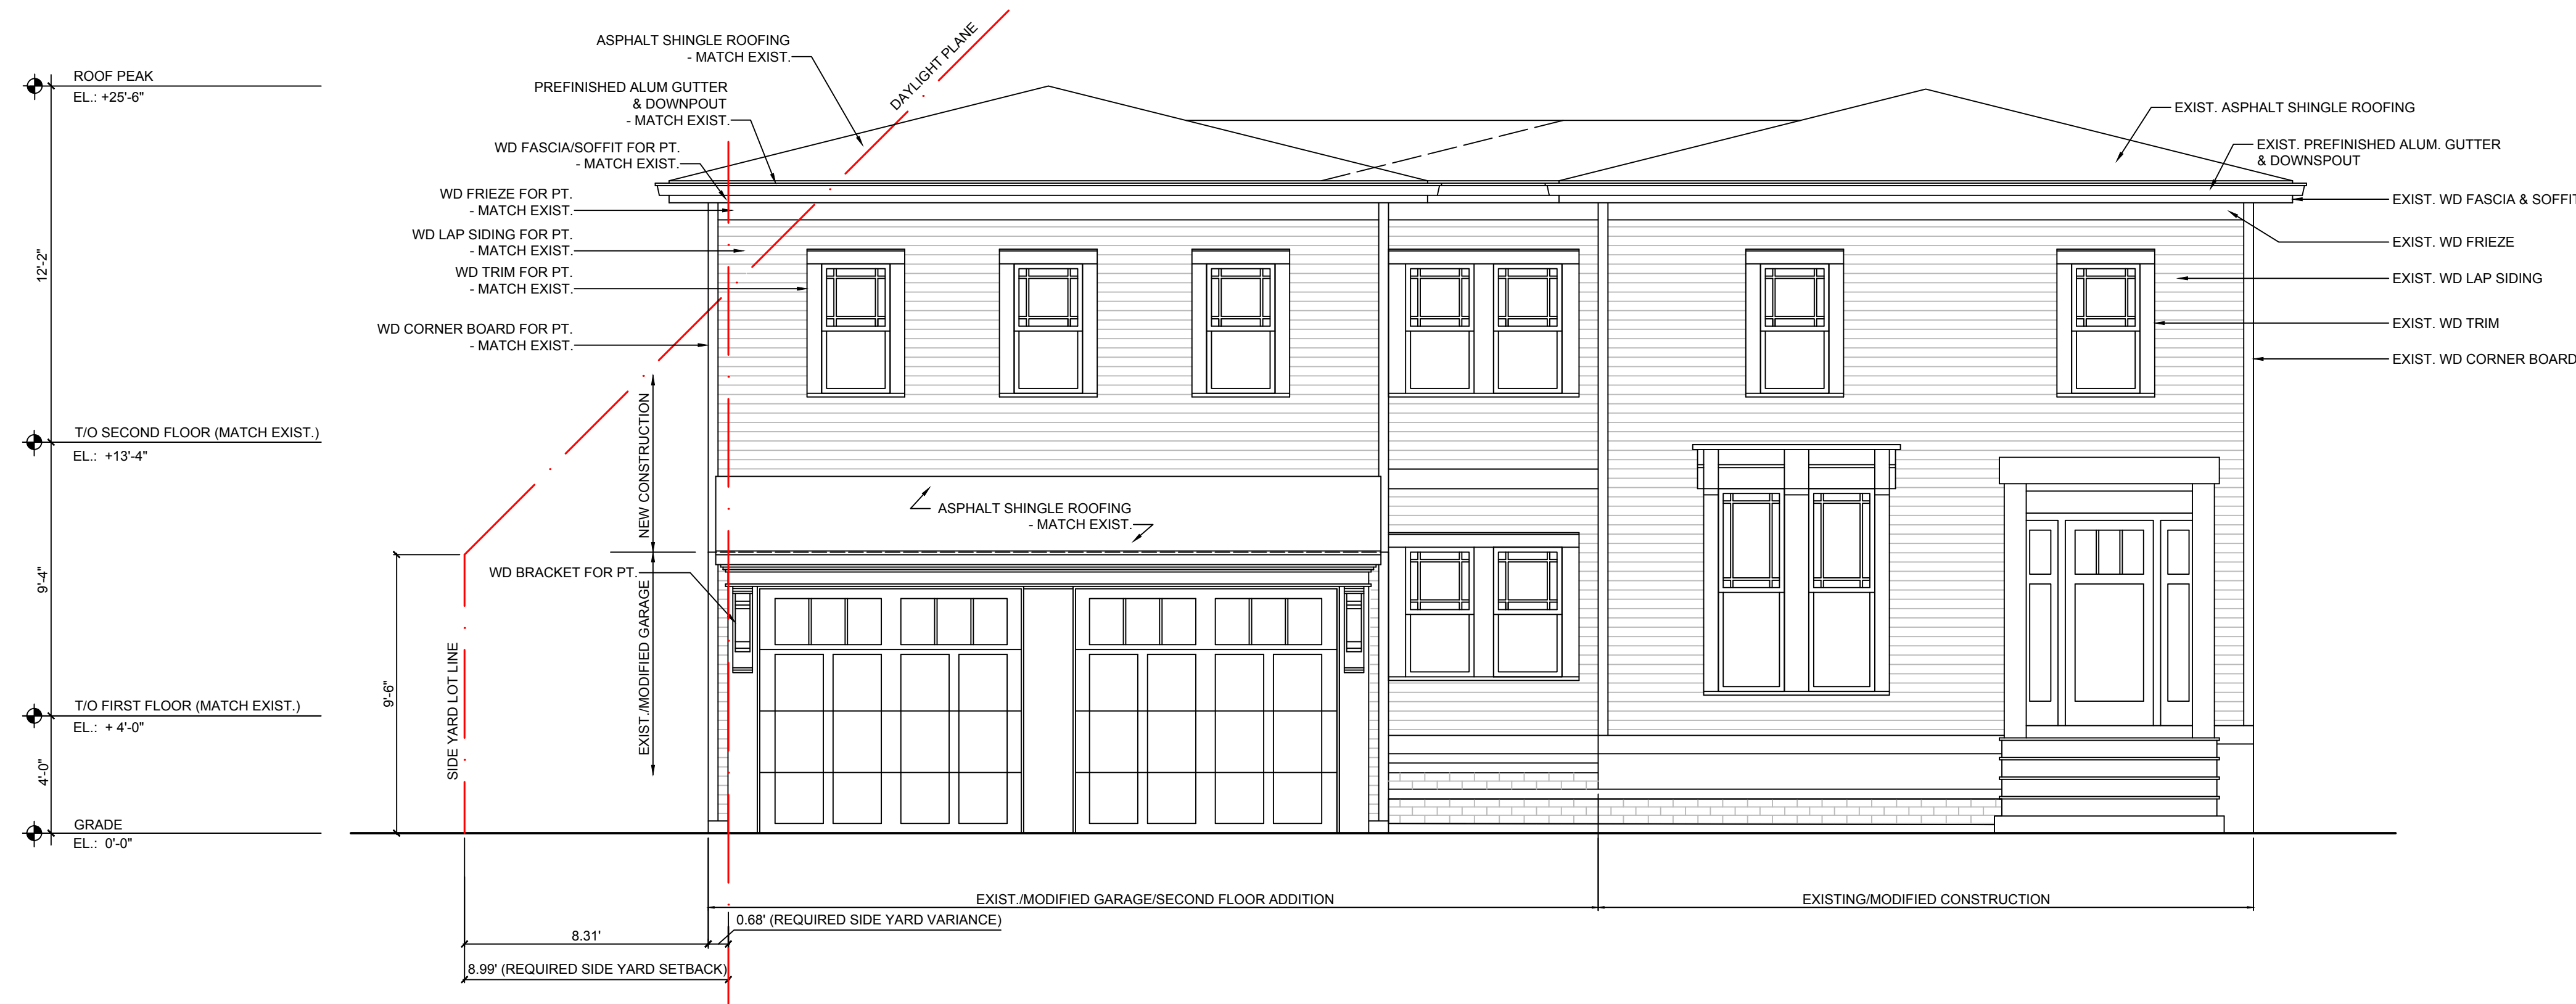 ROOF PEAK
EL.: +25'-6"
12'-2"
T/O SECOND FLOOR (MATCH EXIST.)
EL.: +13'-4"
9'-4"
T/O FIRST FLOOR (MATCH EXIST.)
EL.: + 4'-0"
4'-0"
GRADE
EL.: 0'-0"
ASPHALT SHINGLE ROOFING
- MATCH EXIST.
PREFINISHED ALUM GUTTER
& DOWNPOUT
- MATCH EXIST.
WD FASCIA/SOFFIT FOR PT.
- MATCH EXIST.
WD FRIEZE FOR PT.
- MATCH EXIST.
WD LAP SIDING FOR PT.
- MATCH EXIST.
WD TRIM FOR PT.
- MATCH EXIST.
WD CORNER BOARD FOR PT.
- MATCH EXIST.
DAYLIGHT PLANE
NEW CONSTRUCTION
EXIST./MODIFIED GARAGE
WD BRACKET FOR PT.
ASPHALT SHINGLE ROOFING
- MATCH EXIST.
9'-6"
SIDE YARD LOT LINE
EXIST. ASPHALT SHINGLE ROOFING
EXIST. PREFINISHED ALUM. GUTTER
& DOWNSPOUT
EXIST. WD FASCIA & SOFFIT
EXIST. WD FRIEZE
EXIST. WD LAP SIDING
EXIST. WD TRIM
EXIST. WD CORNER BOARD
EXIST./MODIFIED GARAGE/SECOND FLOOR ADDITION
EXISTING/MODIFIED CONSTRUCTION
0.68' (REQUIRED SIDE YARD VARIANCE)
8.31'
8.99' (REQUIRED SIDE YARD SETBACK)